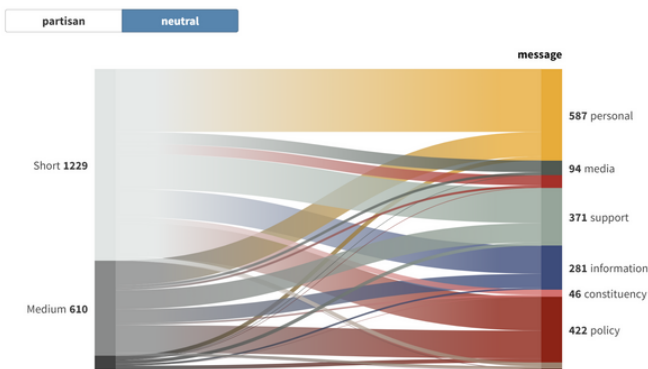 partisan
neutral
message
587 personal
Short 1229
94 media
371 support
281 information
46 constituency
Medium 610
422 policy